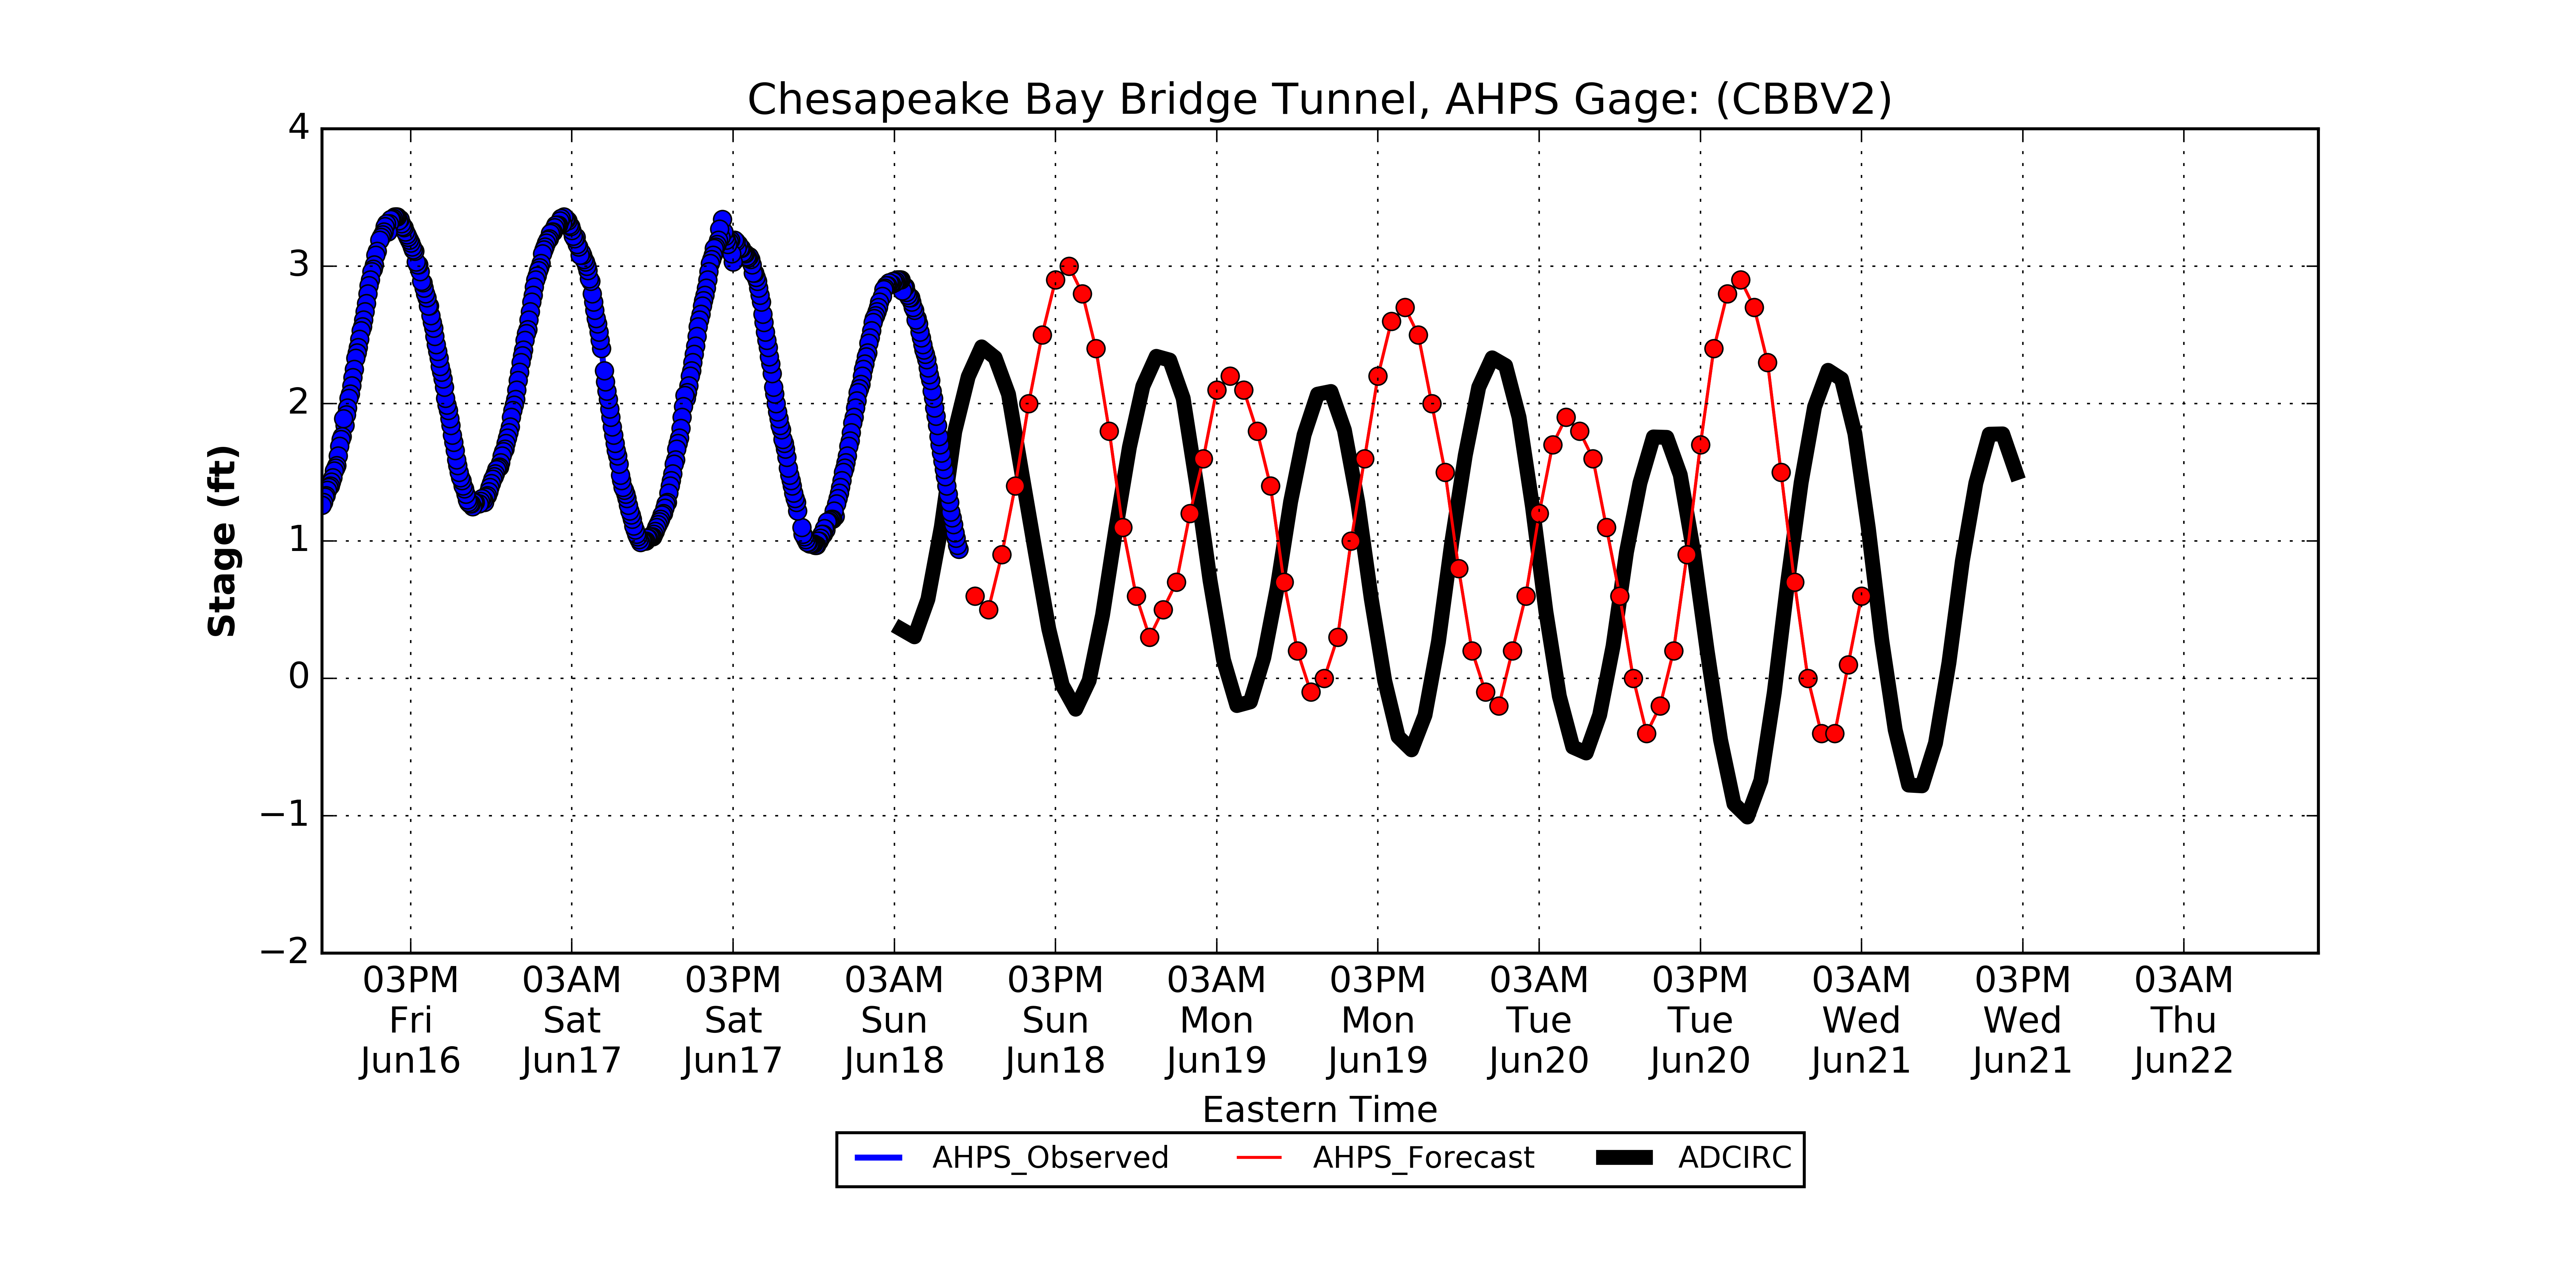 Chesapeake Bay Bridge Tunnel, AHPS Gage: (CBBV2)
4
3
2
1
0
−1
−2
Stage (ft)
03PM 03AM 03PM 03AM 03PM 03AM 03PM 03AM 03PM 03AM 03PM 03AM
Fri Sat Sat Sun Sun Mon Mon Tue Tue Wed Wed Thu
Jun16 Jun17 Jun17 Jun18 Jun18 Jun19 Jun19 Jun20 Jun20 Jun21 Jun21 Jun22
Eastern Time
AHPS_Observed AHPS_Forecast ADCIRC